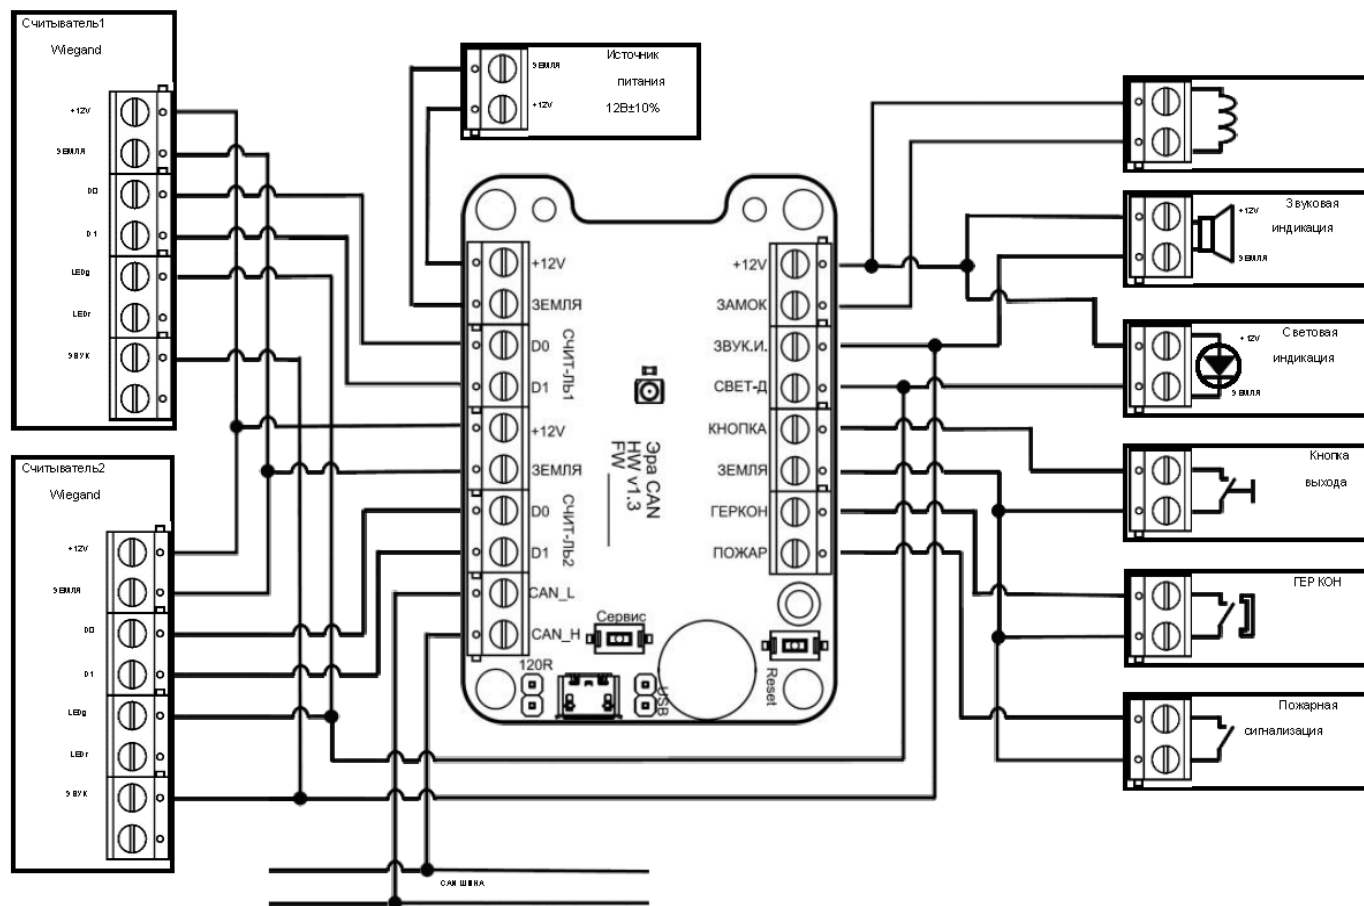 Считыватель1
Wiegand
+12V
ЗЕМЛЯ
D0
D1
LEDg
LEDr
ЗВУК
Считыватель2
Wiegand
+12V
ЗЕМЛЯ
D0
D1
LEDg
LEDr
ЗВУК
Источник
питания
12В±10%
ЗЕМЛЯ
+12V
+12V
ЗЕМЛЯ
D0
D1
СЧИТ-ЛЬ1
+12V
ЗЕМЛЯ
D0
D1
СЧИТ-ЛЬ2
CAN_L
CAN_H
Эра CAN
HW v1.3
FW
Сервис
120R
USB
Reset
+12V
ЗАМОК
ЗВУК.И.
СВЕТ-Д
КНОПКА
ЗЕМЛЯ
ГЕРКОН
ПОЖАР
Звуковая
индикация
+12V
ЗЕМЛЯ
Световая
индикация
+12V
ЗЕМЛЯ
Кнопка
выхода
ГЕРКОН
Пожарная
сигнализация
CAN ШИНА